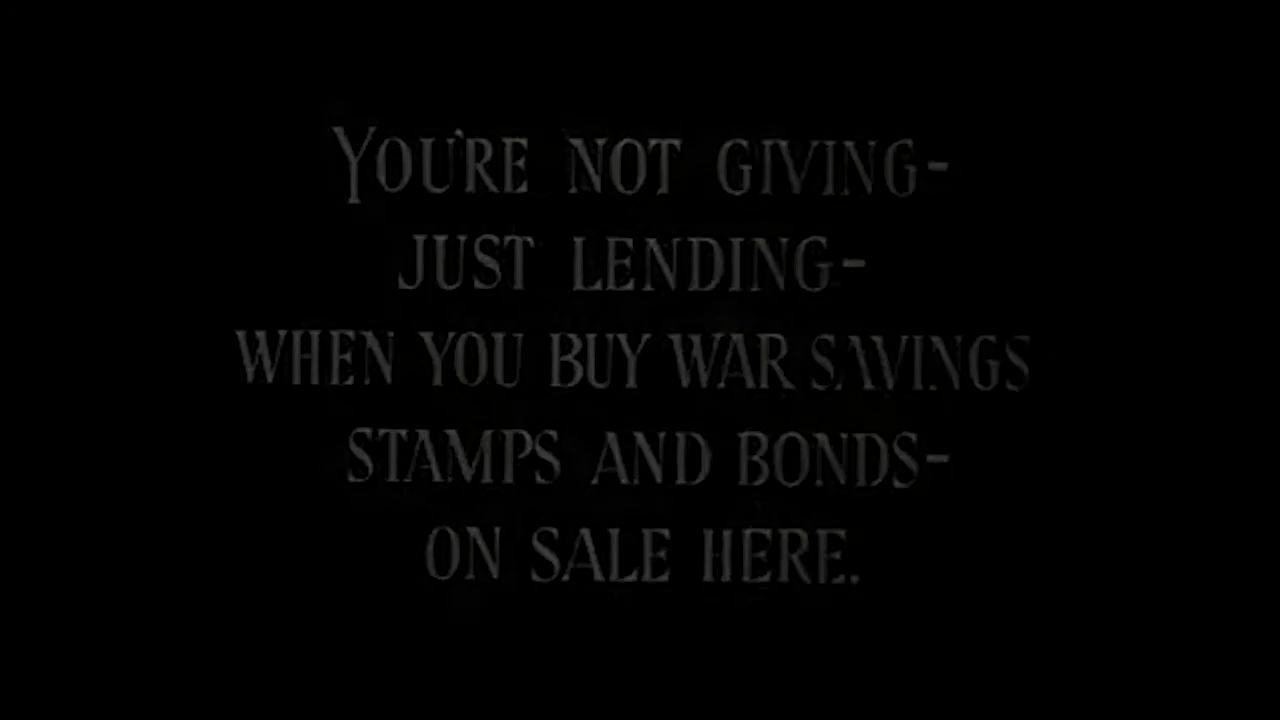 YOU'RE NOT GIVING-
JUST LENDING-
WHEN YOU BUY WAR SAVINGS
STAMPS AND BONDS-
ON SALE HERE.